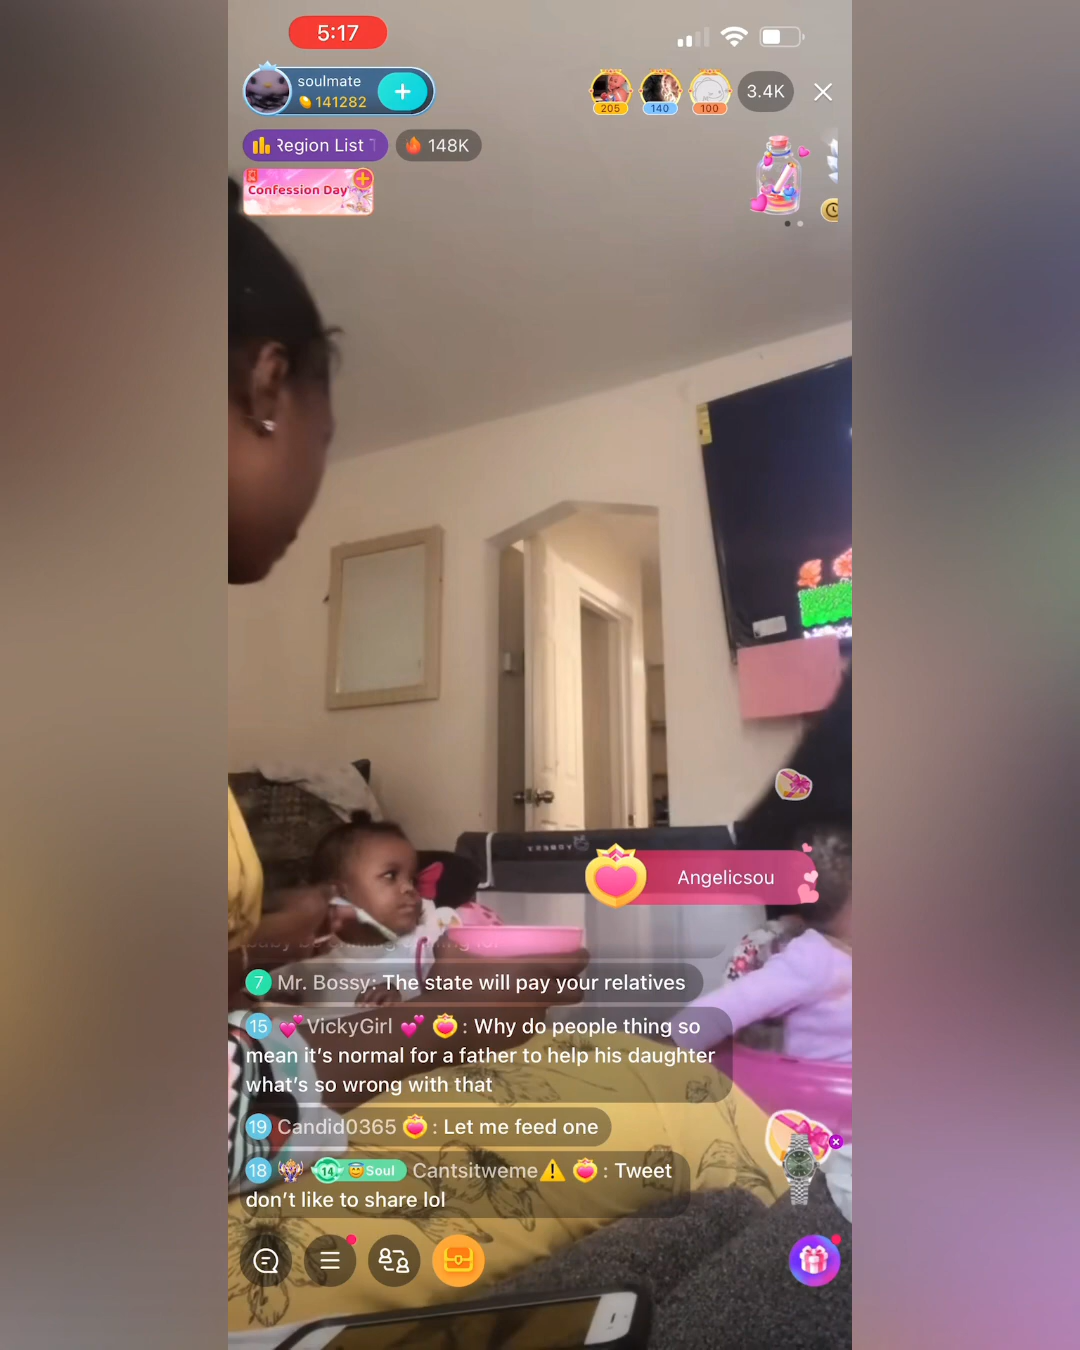 5:17
soulmate
141282
205
140
100
3.4K
Region List
148K
Confession Day
Angelicsou
7 Mr. Bossy: The state will pay your relatives
15 💕 VickyGirl 💕 : Why do people thing so
mean it's normal for a father to help his daughter
what's so wrong with that
19 Candid0365 : Let me feed one
18 14 😇 Soul Cantsitweme⚠️ : Tweet
don't like to share lol